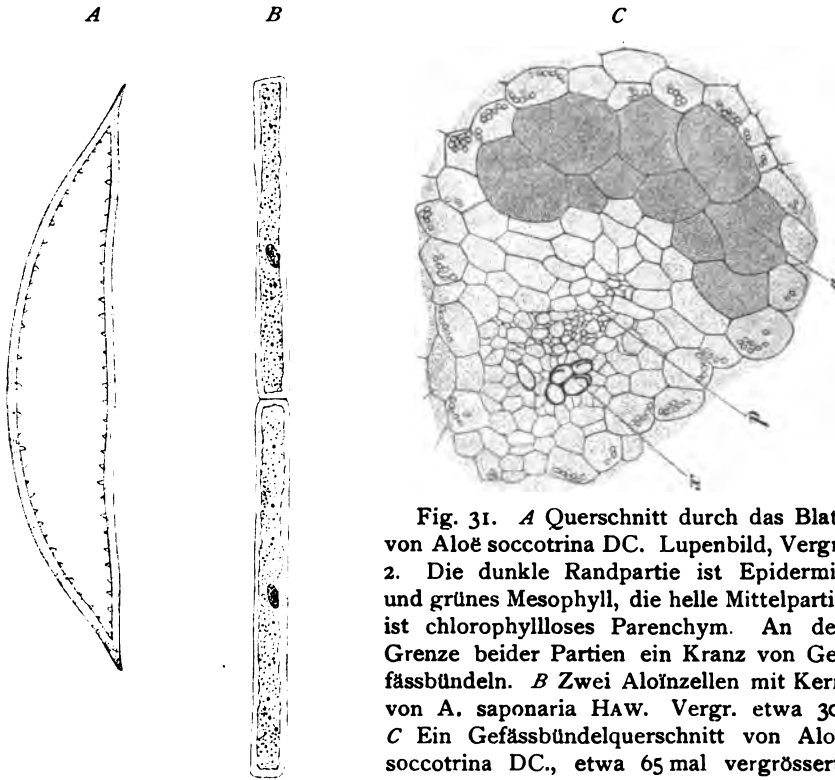 A B C
p
x
Fig. 31. A Querschnitt durch das Blat
von Aloë soccotrina DC. Lupenbild, Vergr
2. Die dunkle Randpartie ist Epidermi
und grünes Mesophyll, die helle Mittelparti
ist chlorophyllloses Parenchym. An de
Grenze beider Partien ein Kranz von Ge
fässbündeln. B Zwei Aloïnzellen mit Kern
von A. saponaria HAW. Vergr. etwa 30
C Ein Gefässbündelquerschnitt von Alo
soccotrina DC., etwa 65 mal vergrösser